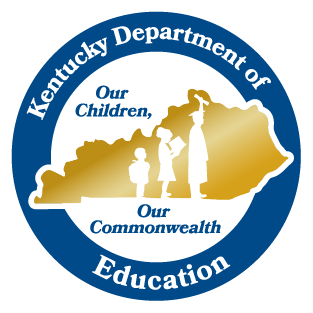 Kentucky Department of
Our
Children,
Our
Commonwealth
Education